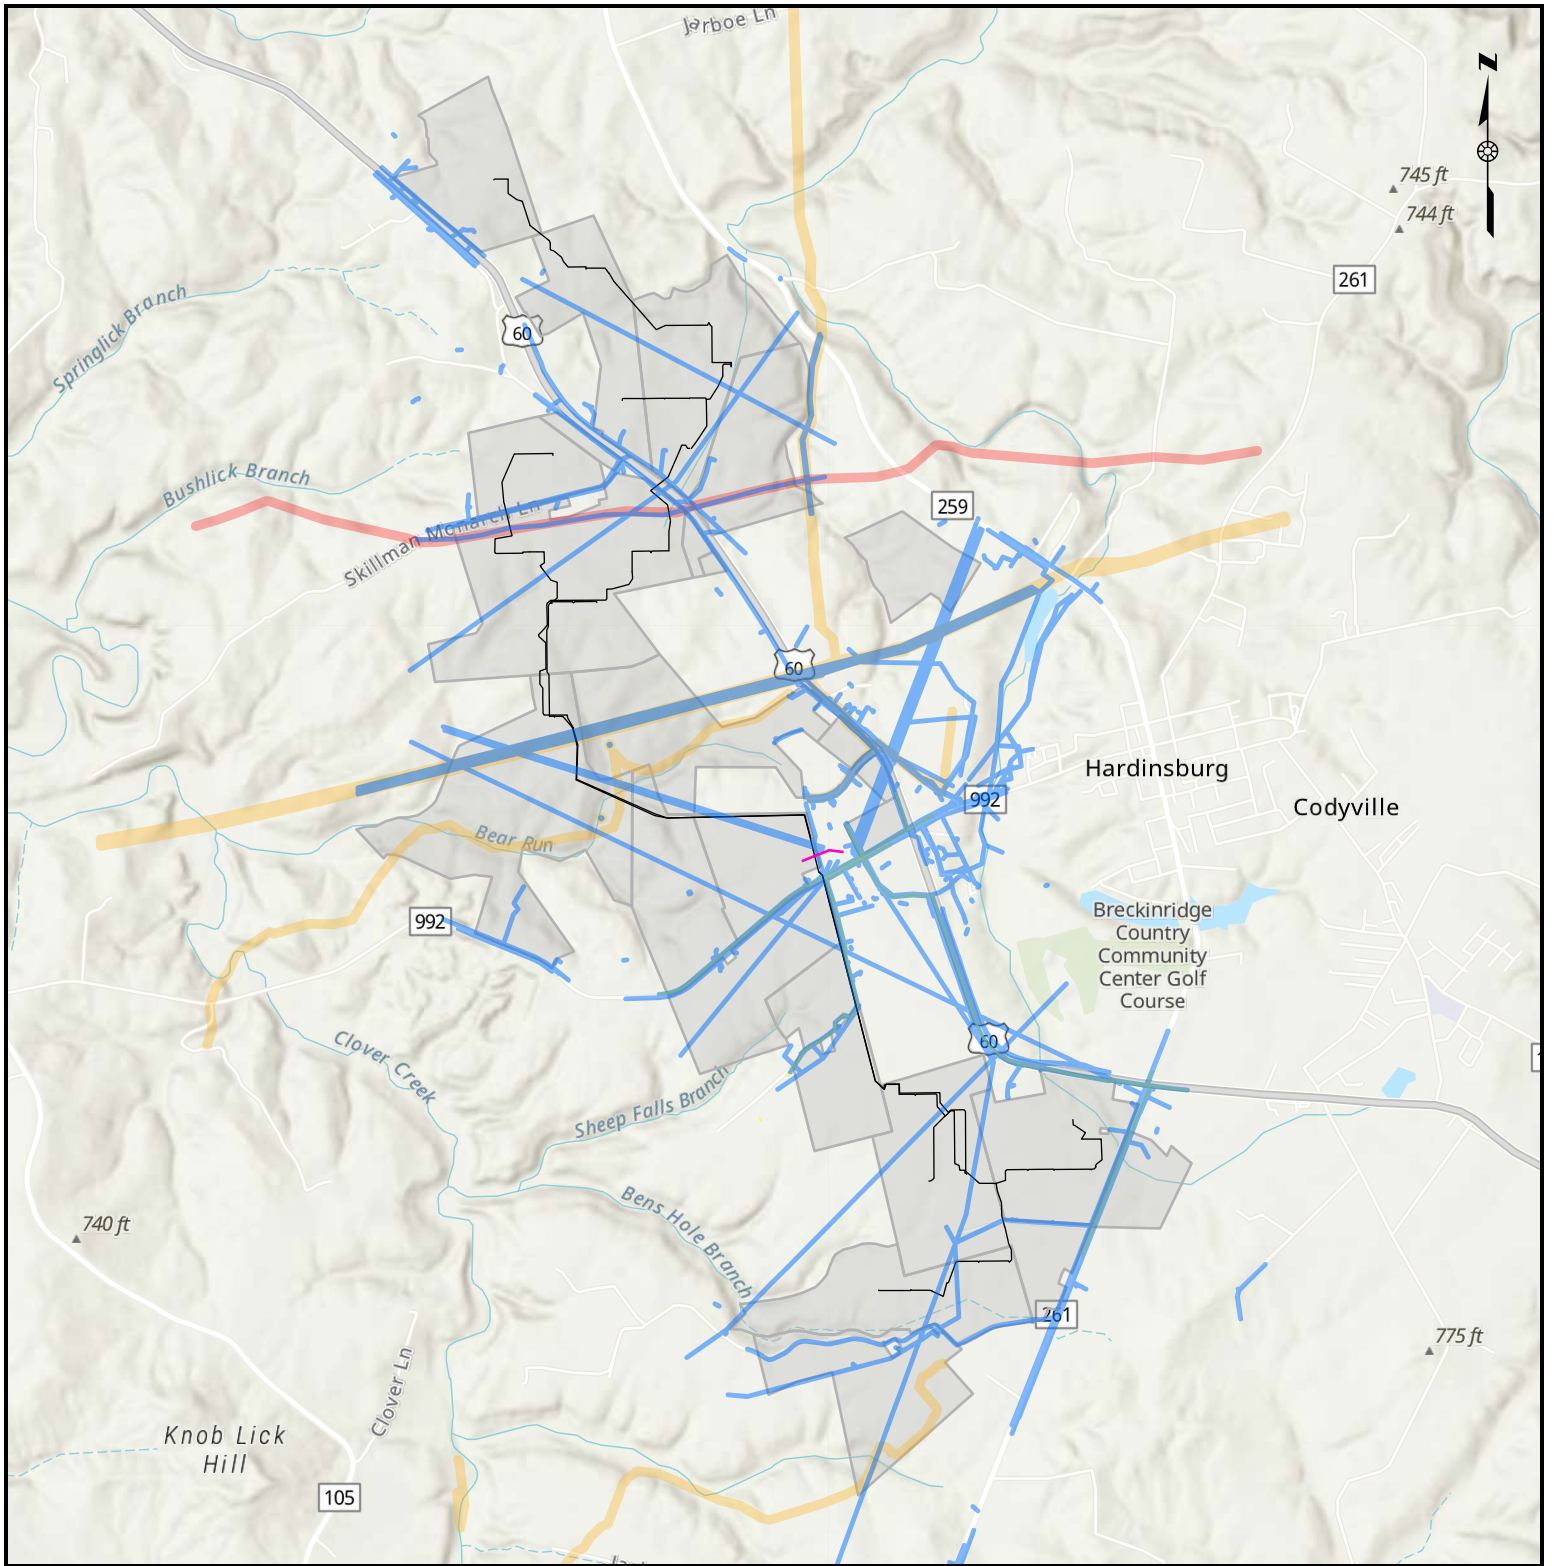 Jarboe Ln
N
745 ft
744 ft
261
Springlick Branch
60
Bushlick Branch
259
Skillman Monarch Ln
60
Hardinsburg
992
Codyville
Bear Run
992
Breckinridge
Country
Community
Center Golf
Course
60
Clover Creek
Sheep Falls Branch
Bens Hole Branch
740 ft
261
775 ft
Clover Ln
Knob Lick
Hill
105